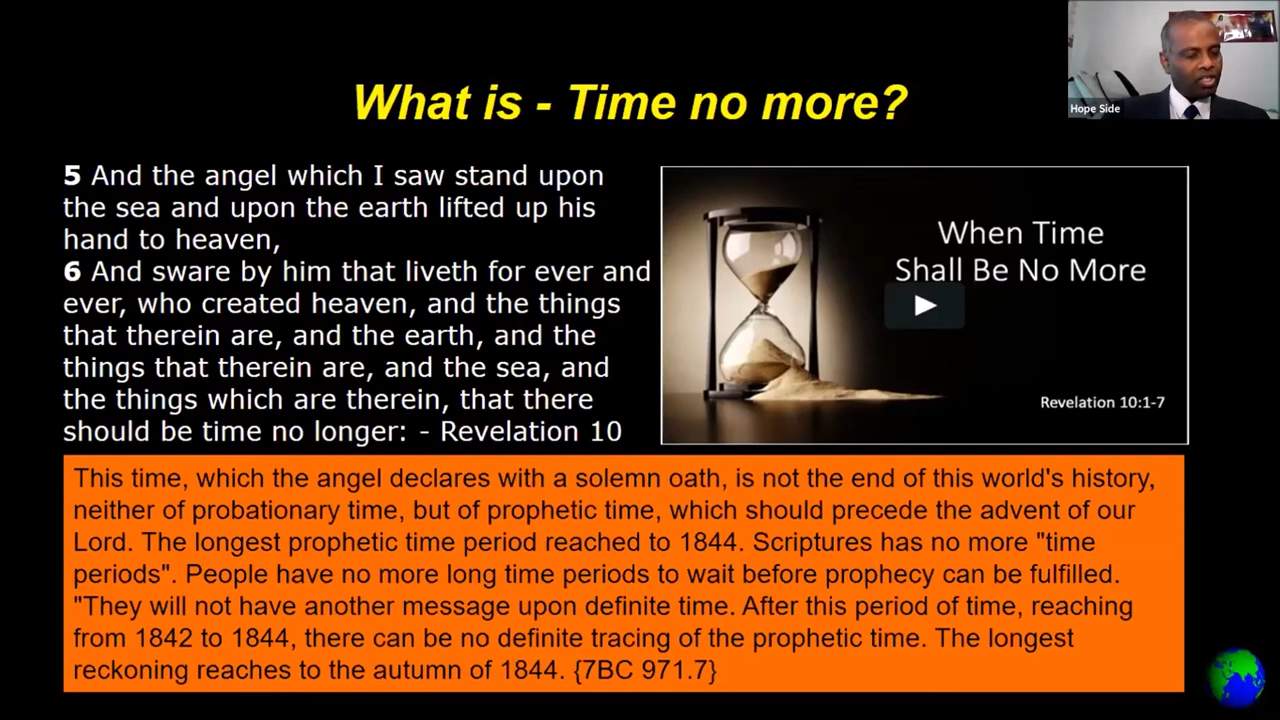 What is - Time no more?
Hope Side
5 And the angel which I saw stand upon
the sea and upon the earth lifted up his
hand to heaven,
6 And sware by him that liveth for ever and
ever, who created heaven, and the things
that therein are, and the earth, and the
things that therein are, and the sea, and
the things which are therein, that there
should be time no longer: - Revelation 10
When Time
Shall Be No More
Revelation 10:1-7
This time, which the angel declares with a solemn oath, is not the end of this world's history,
neither of probationary time, but of prophetic time, which should precede the advent of our
Lord. The longest prophetic time period reached to 1844. Scriptures has no more "time
periods". People have no more long time periods to wait before prophecy can be fulfilled.
"They will not have another message upon definite time. After this period of time, reaching
from 1842 to 1844, there can be no definite tracing of the prophetic time. The longest
reckoning reaches to the autumn of 1844. {7BC 971.7}